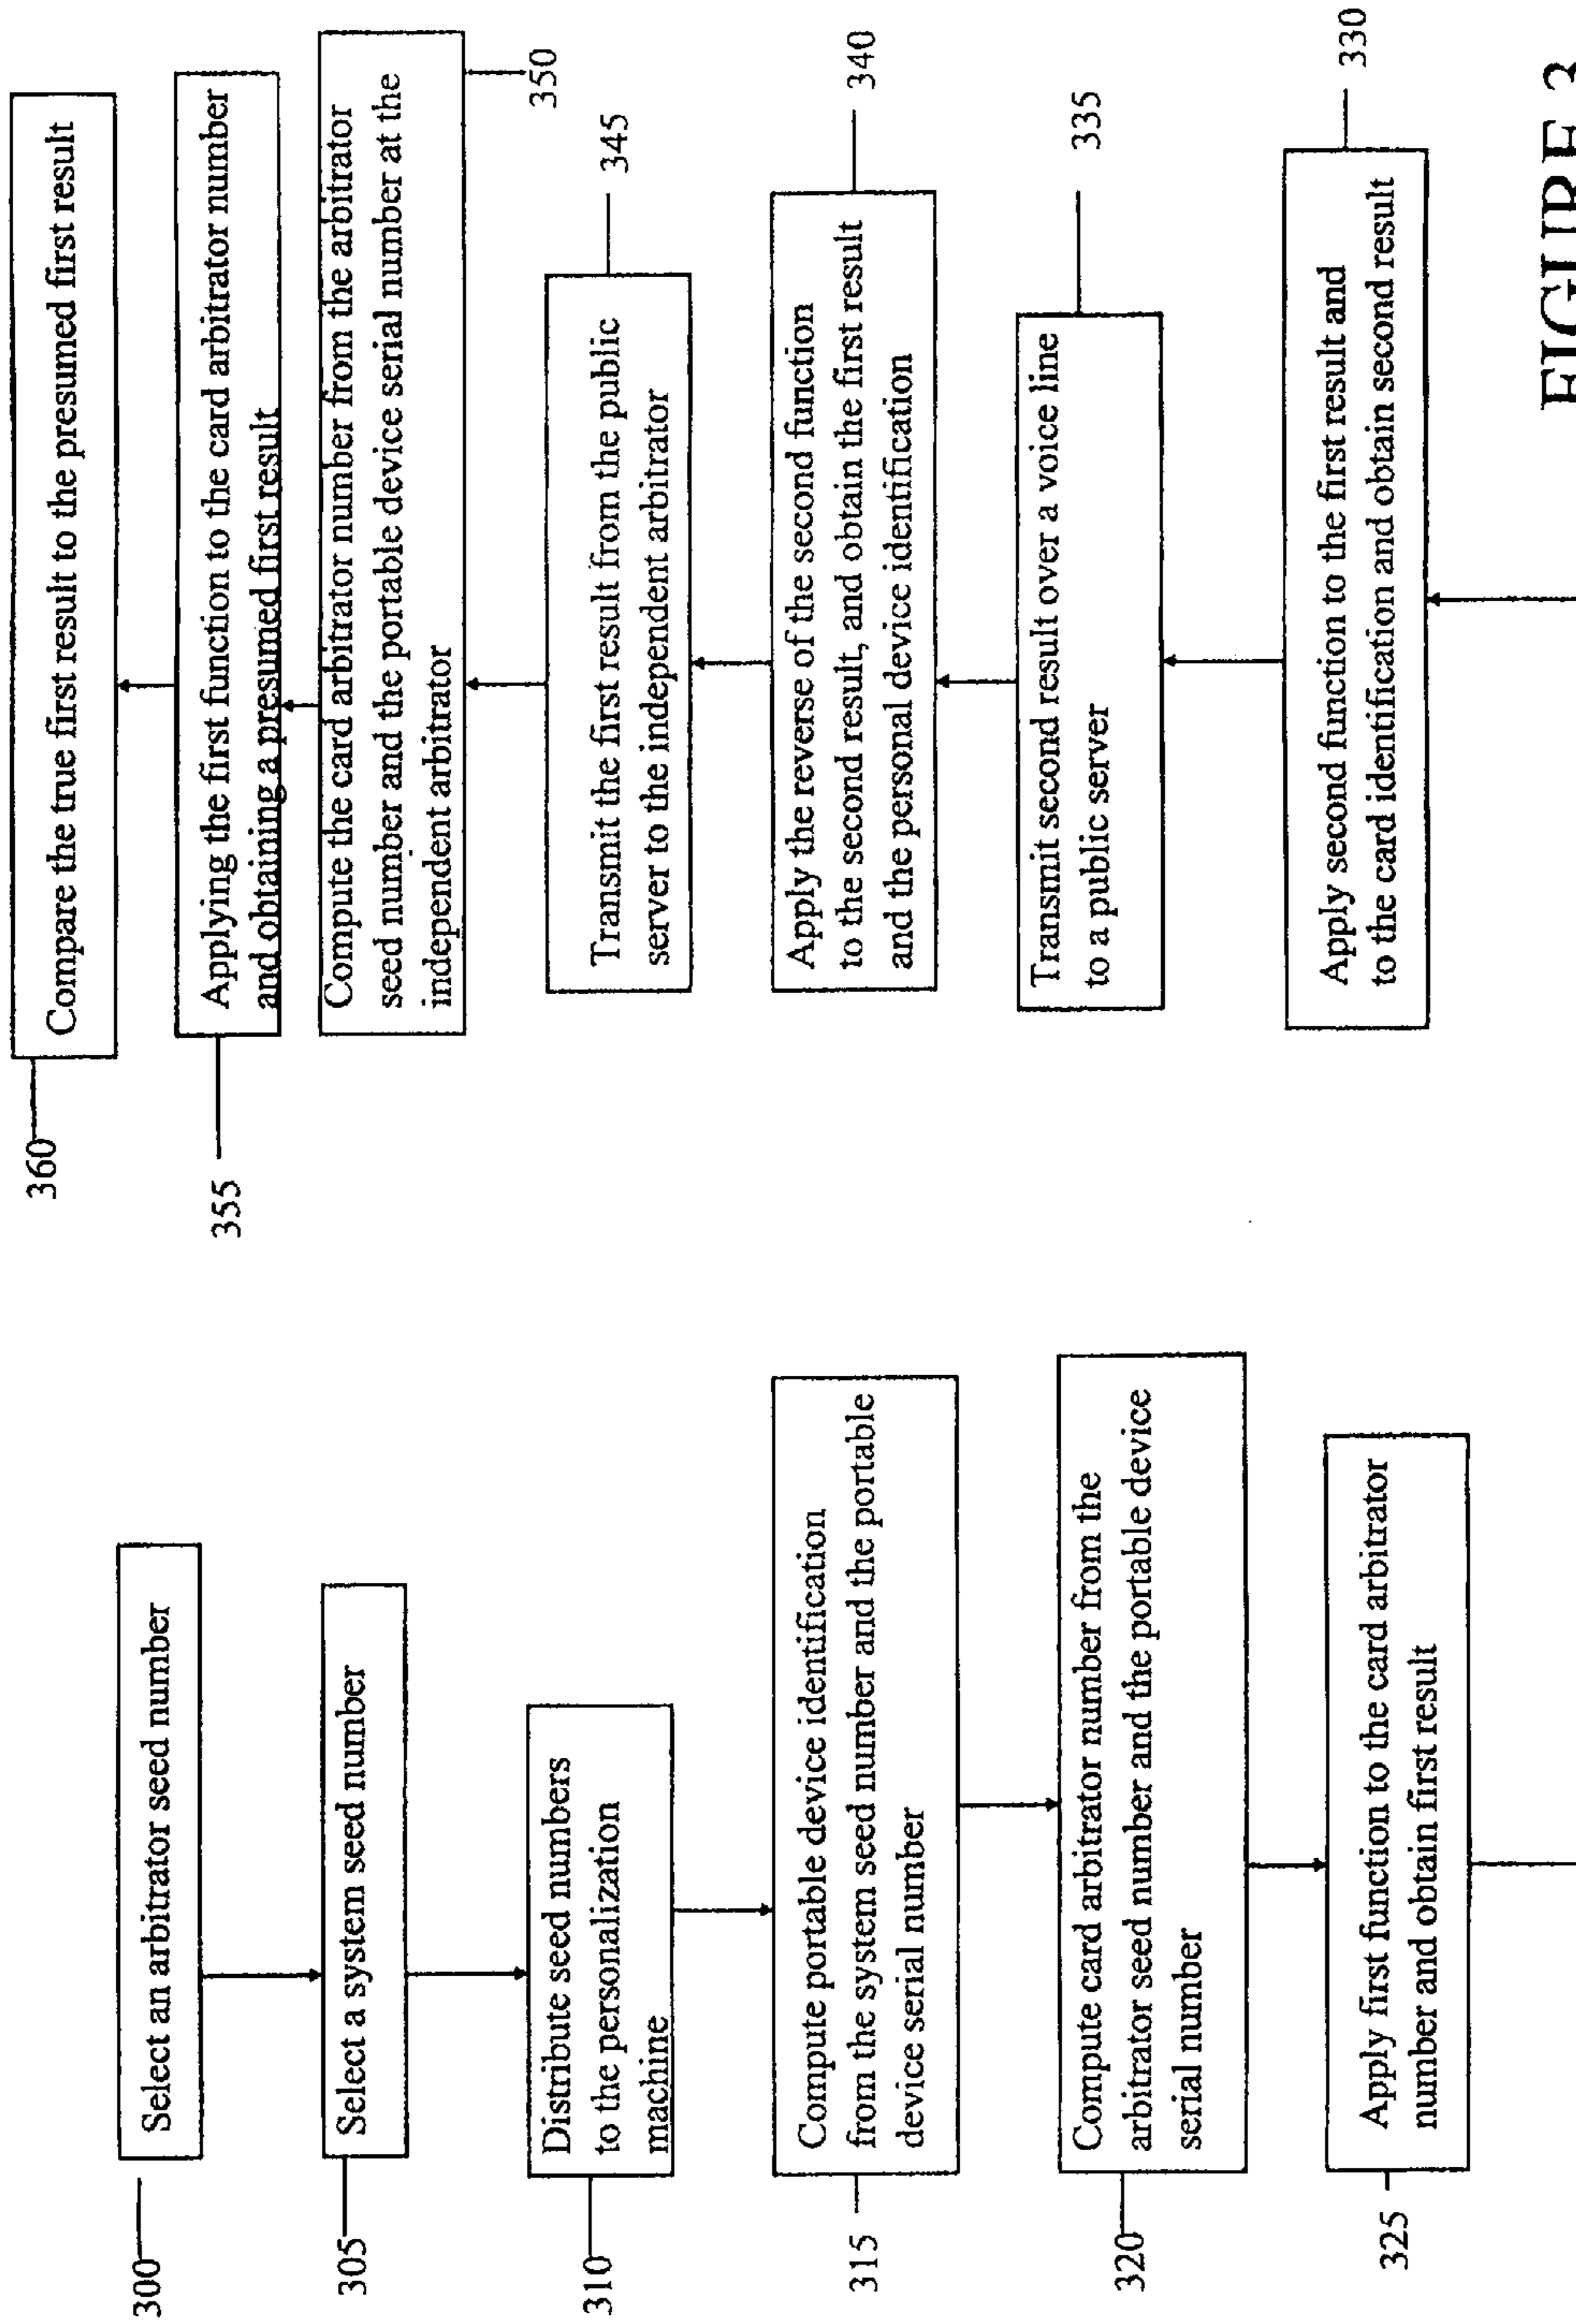 300
Select an arbitrator seed number
305
Select a system seed number
310
Distribute seed numbers
to the personalization
machine
315
Compute portable device identification
from the system seed number and the portable
device serial number
320
Compute card arbitrator number from the
arbitrator seed number and the portable device
serial number
325
Apply first function to the card arbitrator
number and obtain first result
360
Compare the true first result to the presumed first result
355
Applying the first function to the card arbitrator number
and obtaining a presumed first result
Compute the card arbitrator number from the arbitrator
seed number and the portable device serial number at the
independent arbitrator
350
Transmit the first result from the public
server to the independent arbitrator
345
Apply the reverse of the second function
to the second result, and obtain the first result
and the personal device identification
340
Transmit second result over a voice line
to a public server
335
Apply second function to the first result and
to the card identification and obtain second result
330
FIGURE 3